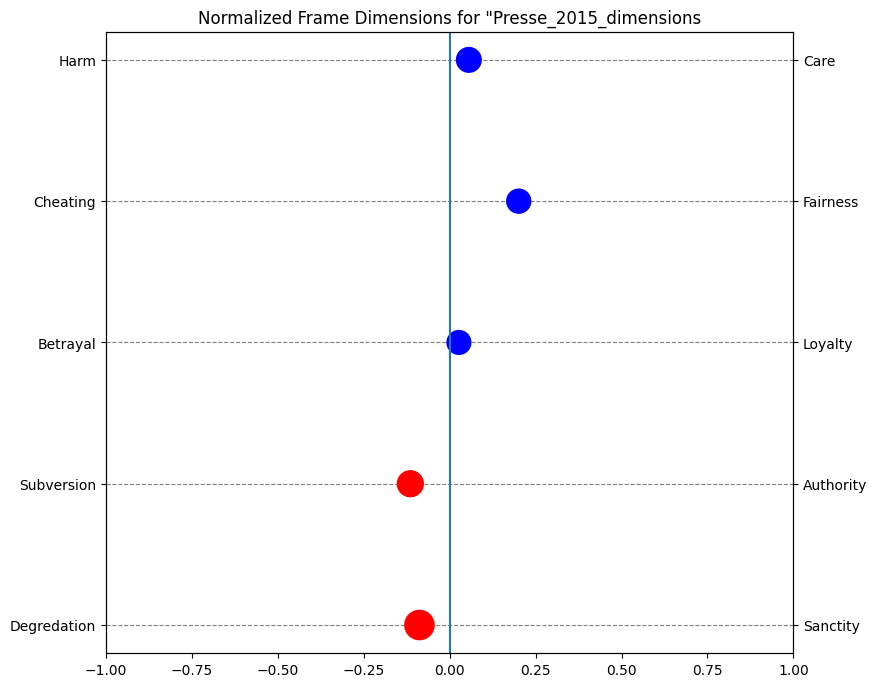 Normalized Frame Dimensions for "Presse_2015_dimensions
Harm Care
Cheating Fairness
Betrayal Loyalty
Subversion Authority
Degredation Sanctity
−1.00 −0.75 −0.50 −0.25 0.00 0.25 0.50 0.75 1.00